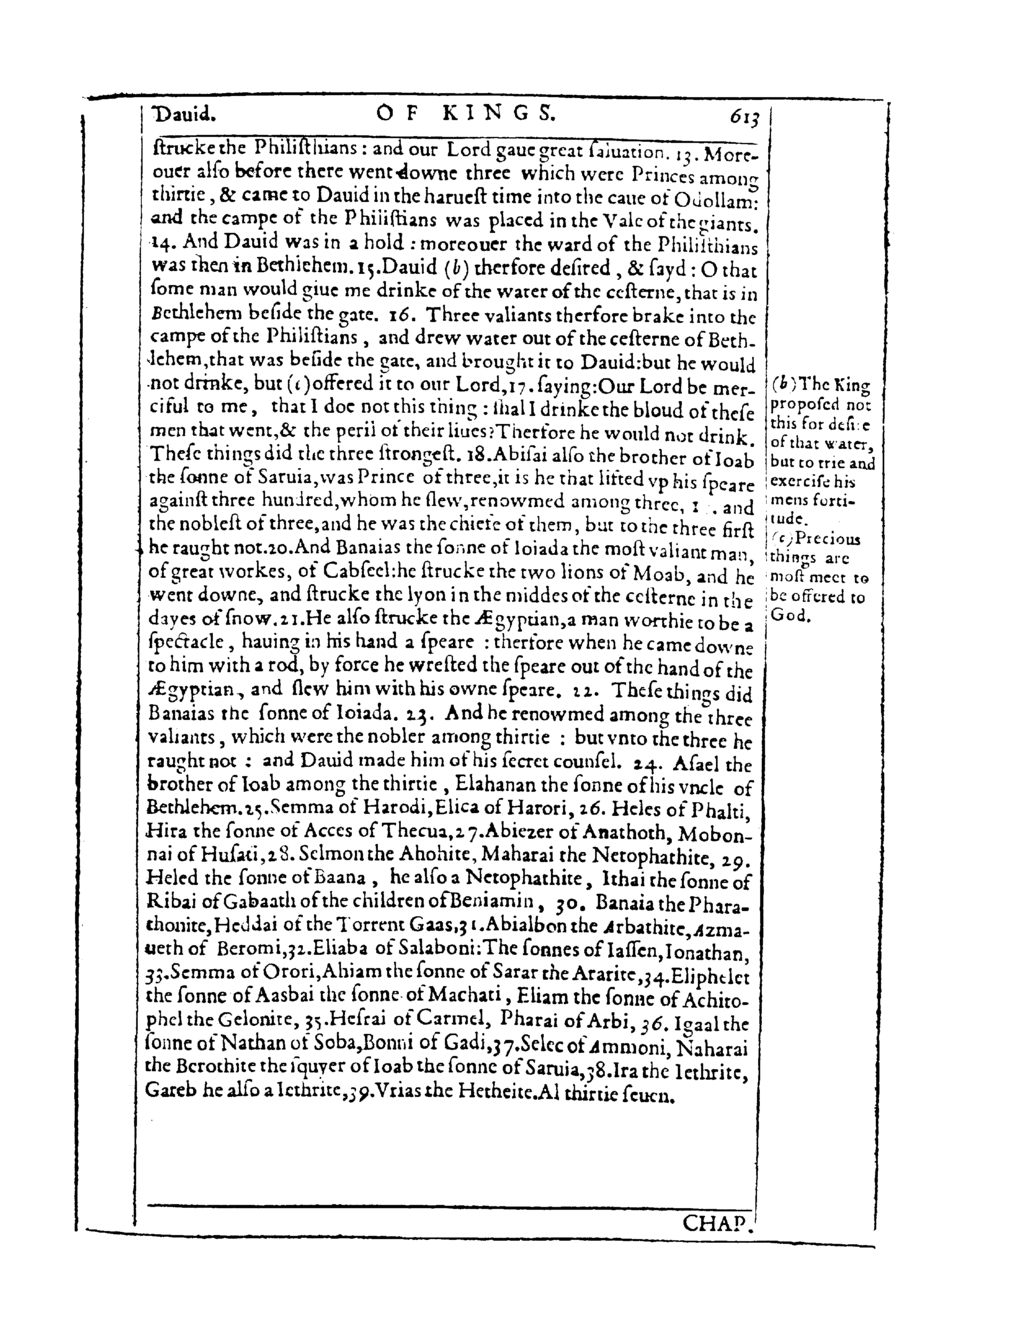 Dauid. OF KINGS. 613
ſtrucke the Philiſthians : and our Lord gaue great ſaluation. 13. More-
ouer alſo before there went downe three which were Princes among
thirtie, & came to Dauid in the harueſt time into the caue of Odollam:
and the campe of the Philiſtians was placed in the Vale of the giants.
14. And Dauid was in a hold : moreouer the ward of the Philiſthians
was then in Bethlehem. 15. Dauid (b) therfore deſired, & ſayd : O that
ſome man would giue me drinke of the water of the ceſterne, that is in
Bethlehem beſide the gate. 16. Three valiants therfore brake into the
campe of the Philiſtians, and drew water out of the ceſterne of Beth-
lehem, that was beſide the gate, and brought it to Dauid: but he would
not drinke, but (c) offered it to our Lord, 17. ſaying: Our Lord be mer-
ciful to me, that I doe not this thing : ſhal I drinke the bloud of theſe
men that went, & the peril of their liues? Therfore he would not drink.
Theſe things did the three ſtrongeſt. 18. Abiſai alſo the brother of Ioab
the ſonne of Saruia, was Prince of three, it is he that lifted vp his ſpeare
againſt three hundred, whom he ſlew, renowmed among three, 1 . and
the nobleſt of three, and he was the chiefe of them, but to the three firſt
he raught not. 20. And Banaias the ſonne of Ioiada the moſt valiant man,
of great workes, of Cabſeel: he ſtrucke the two lions of Moab, and he
went downe, and ſtrucke the lyon in the middes of the ceſterne in the
dayes of ſnow. 21. He alſo ſtrucke the Ægyptian, a man worthie to be a
ſpectacle, hauing in his hand a ſpeare : therfore when he came downe
to him with a rod, by force he wreſted the ſpeare out of the hand of the
Ægyptian, and ſlew him with his owne ſpeare. 22. Theſe things did
Banaias the ſonne of Ioiada. 23. And he renowmed among the three
valiants, which were the nobler among thirtie : but vnto the three he
raught not : and Dauid made him of his ſecret counſel. 24. Aſael the
brother of Ioab among the thirtie, Elahanan the ſonne of his vncle of
Bethlehem. 25. Semma of Harodi, Elica of Harori, 26. Heles of Phalti,
Hira the ſonne of Acces of Thecua, 27. Abiezer of Anathoth, Mobon-
nai of Huſati, 28. Selmon the Ahohite, Maharai the Netophathite, 29.
Heled the ſonne of Baana, he alſo a Netophathite, Ithai the ſonne of
Ribai of Gabaath of the children of Beniamin, 30. Banaia the Phara-
thonite, Heddai of the Torrent Gaas, 31. Abialbon the Arbathite, Azma-
ueth of Beromi, 32. Eliaba of Salaboni: The ſonnes of Iaſſen, Ionathan,
33. Semma of Orori, Ahiam the ſonne of Sarar the Ararite, 34. Eliphelet
the ſonne of Aasbai the ſonne of Machati, Eliam the ſonne of Achito-
phel the Gelonite, 35. Heſrai of Carmel, Pharai of Arbi, 36. Igaal the
ſonne of Nathan of Soba, Bonni of Gadi, 37. Selec of Ammoni, Naharai
the Berothite the ſquyer of Ioab the ſonne of Saruia, 38. Ira the Iethrite,
Gareb he alſo a Iethrite, 39. Vrias the Hetheite. Al thirtie ſeuen.
(b) The King
propoſed not
this for deſire
of that water,
but to trie and
exerciſe his
mens forti-
tude.
(c) Precious
things are
moſt meet to
be offered to
God.
CHAP.